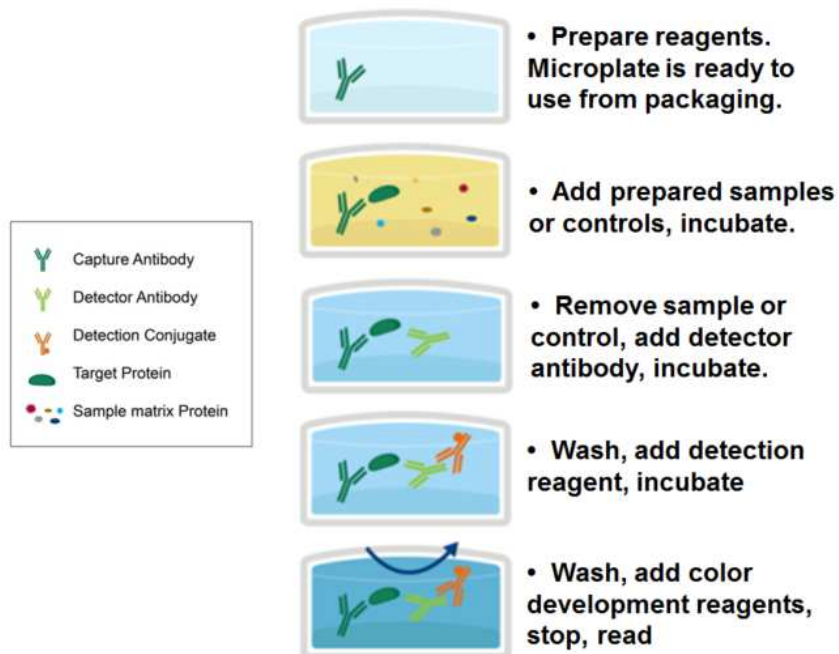 • Prepare reagents.
Microplate is ready to
use from packaging.
• Add prepared samples
or controls, incubate.
Capture Antibody
Detector Antibody
Detection Conjugate
Target Protein
Sample matrix Protein
• Remove sample or
control, add detector
antibody, incubate.
• Wash, add detection
reagent, incubate
• Wash, add color
development reagents,
stop, read